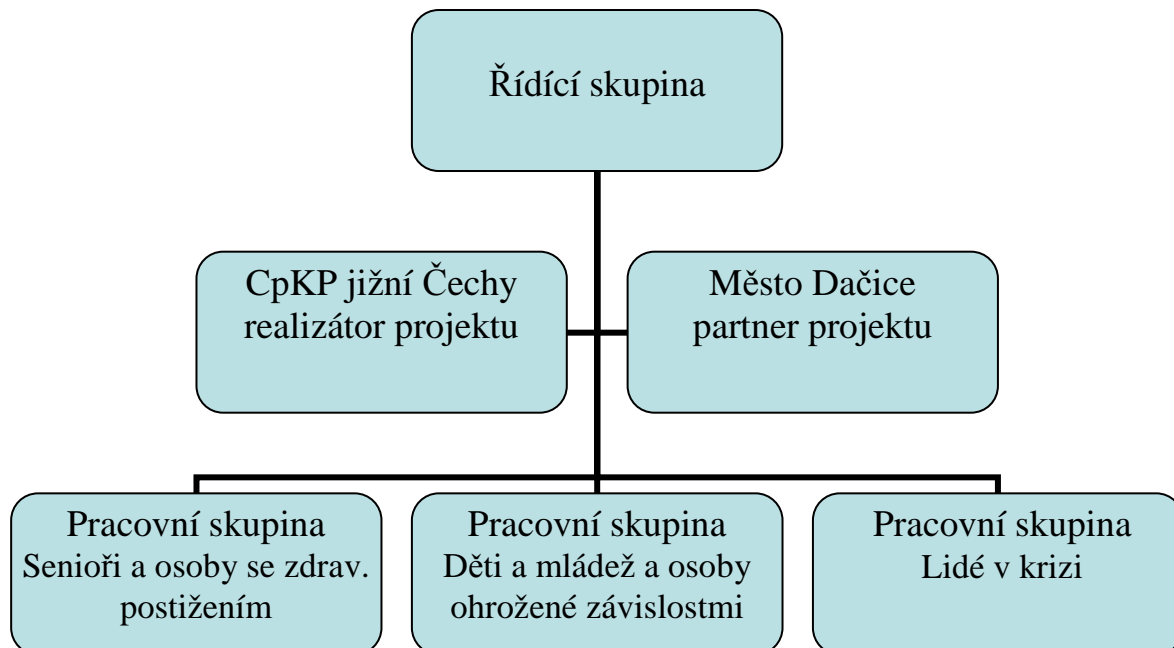 Řídící skupina
CpKP jižní Čechy
realizátor projektu
Město Dačice
partner projektu
Pracovní skupina
Senioři a osoby se zdrav.
postižením
Pracovní skupina
Děti a mládež a osoby
ohrožené závislostmi
Pracovní skupina
Lidé v krizi